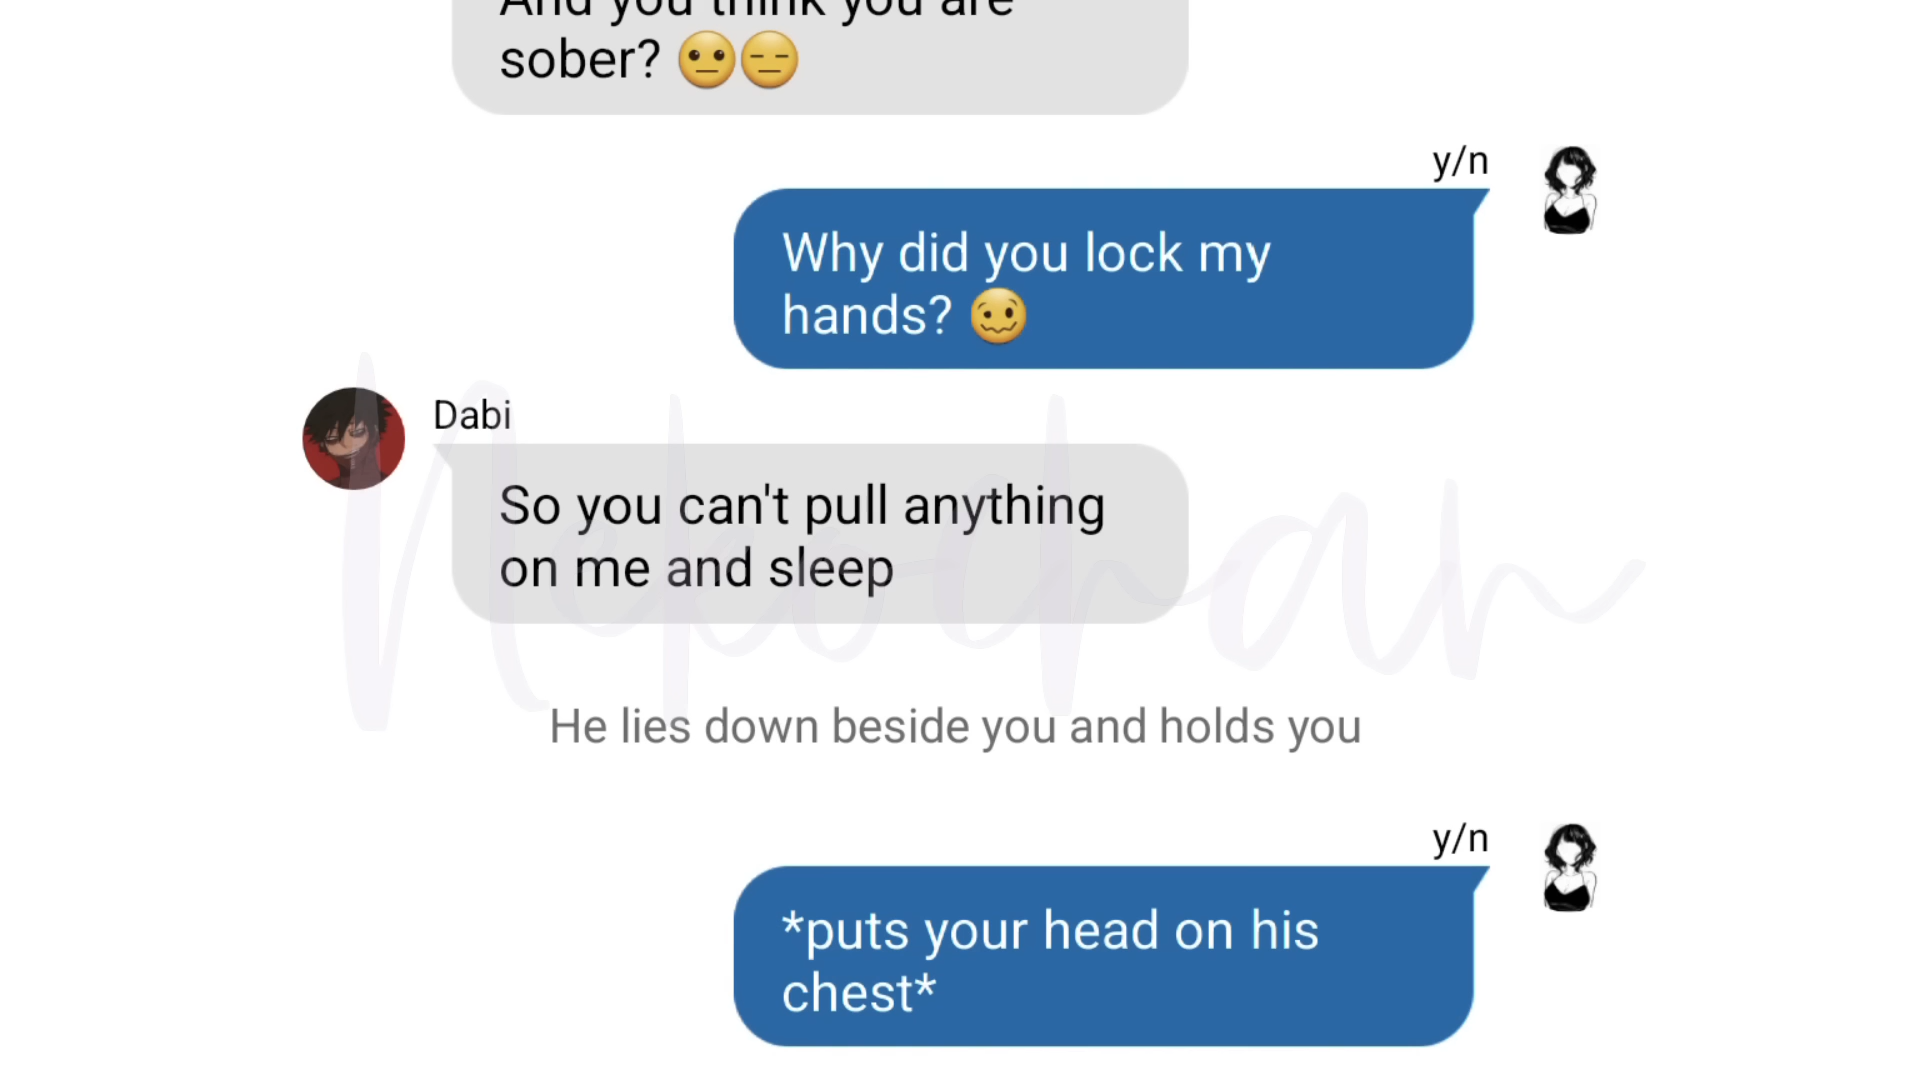 And you think you are
sober? 😐😑
y/n
Why did you lock my
hands? 🥴
Dabi
So you can't pull anything
on me and sleep
Nekochan
He lies down beside you and holds you
y/n
*puts your head on his
chest*